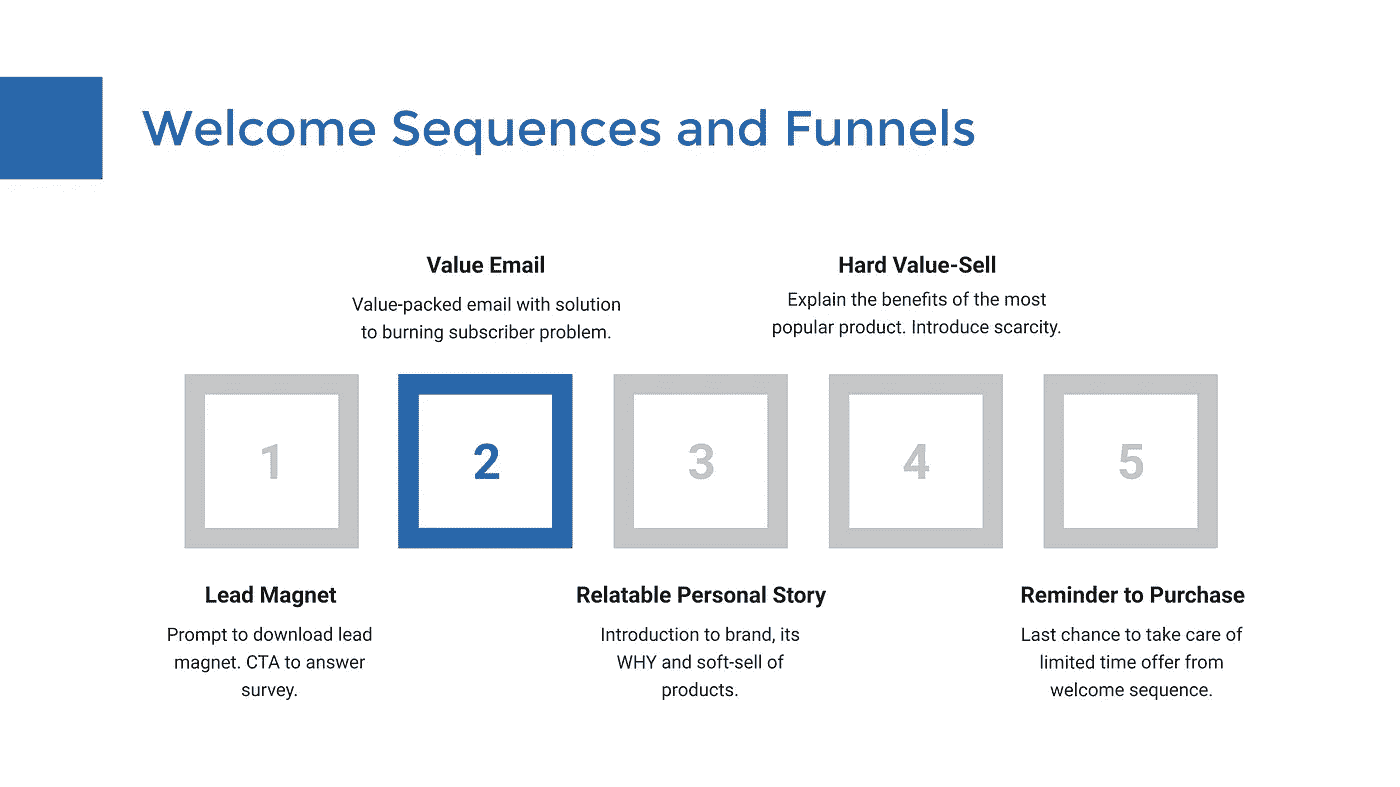 Welcome Sequences and Funnels
Value Email
Value-packed email with solution
to burning subscriber problem.
Hard Value-Sell
Explain the benefits of the most
popular product. Introduce scarcity.
1
2
3
4
5
Lead Magnet
Prompt to download lead
magnet. CTA to answer
survey.
Relatable Personal Story
Introduction to brand, its
WHY and soft-sell of
products.
Reminder to Purchase
Last chance to take care of
limited time offer from
welcome sequence.